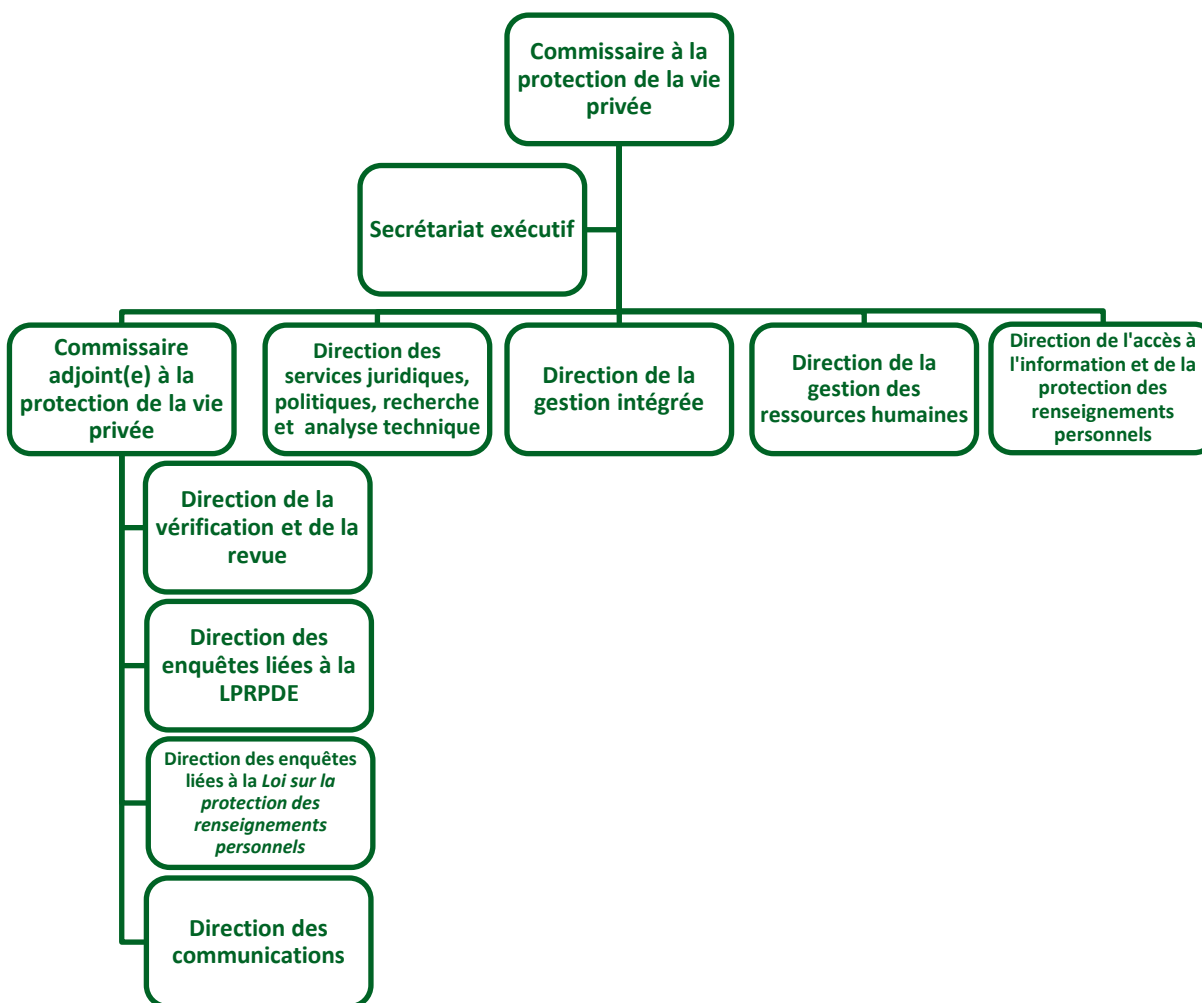 Commissaire à la
protection de la vie
privée
Secrétariat exécutif
Commissaire
adjoint(e) à la
protection de la vie
privée
Direction des
services juridiques,
politiques, recherche
et analyse technique
Direction de la
gestion intégrée
Direction de la
gestion des
ressources humaines
Direction de l'accès à
l'information et de la
protection des
renseignements
personnels
Direction de la
vérification et de la
revue
Direction des
enquêtes liées à la
LPRPDE
Direction des enquêtes
liées à la Loi sur la
protection des
renseignements
personnels
Direction des
communications